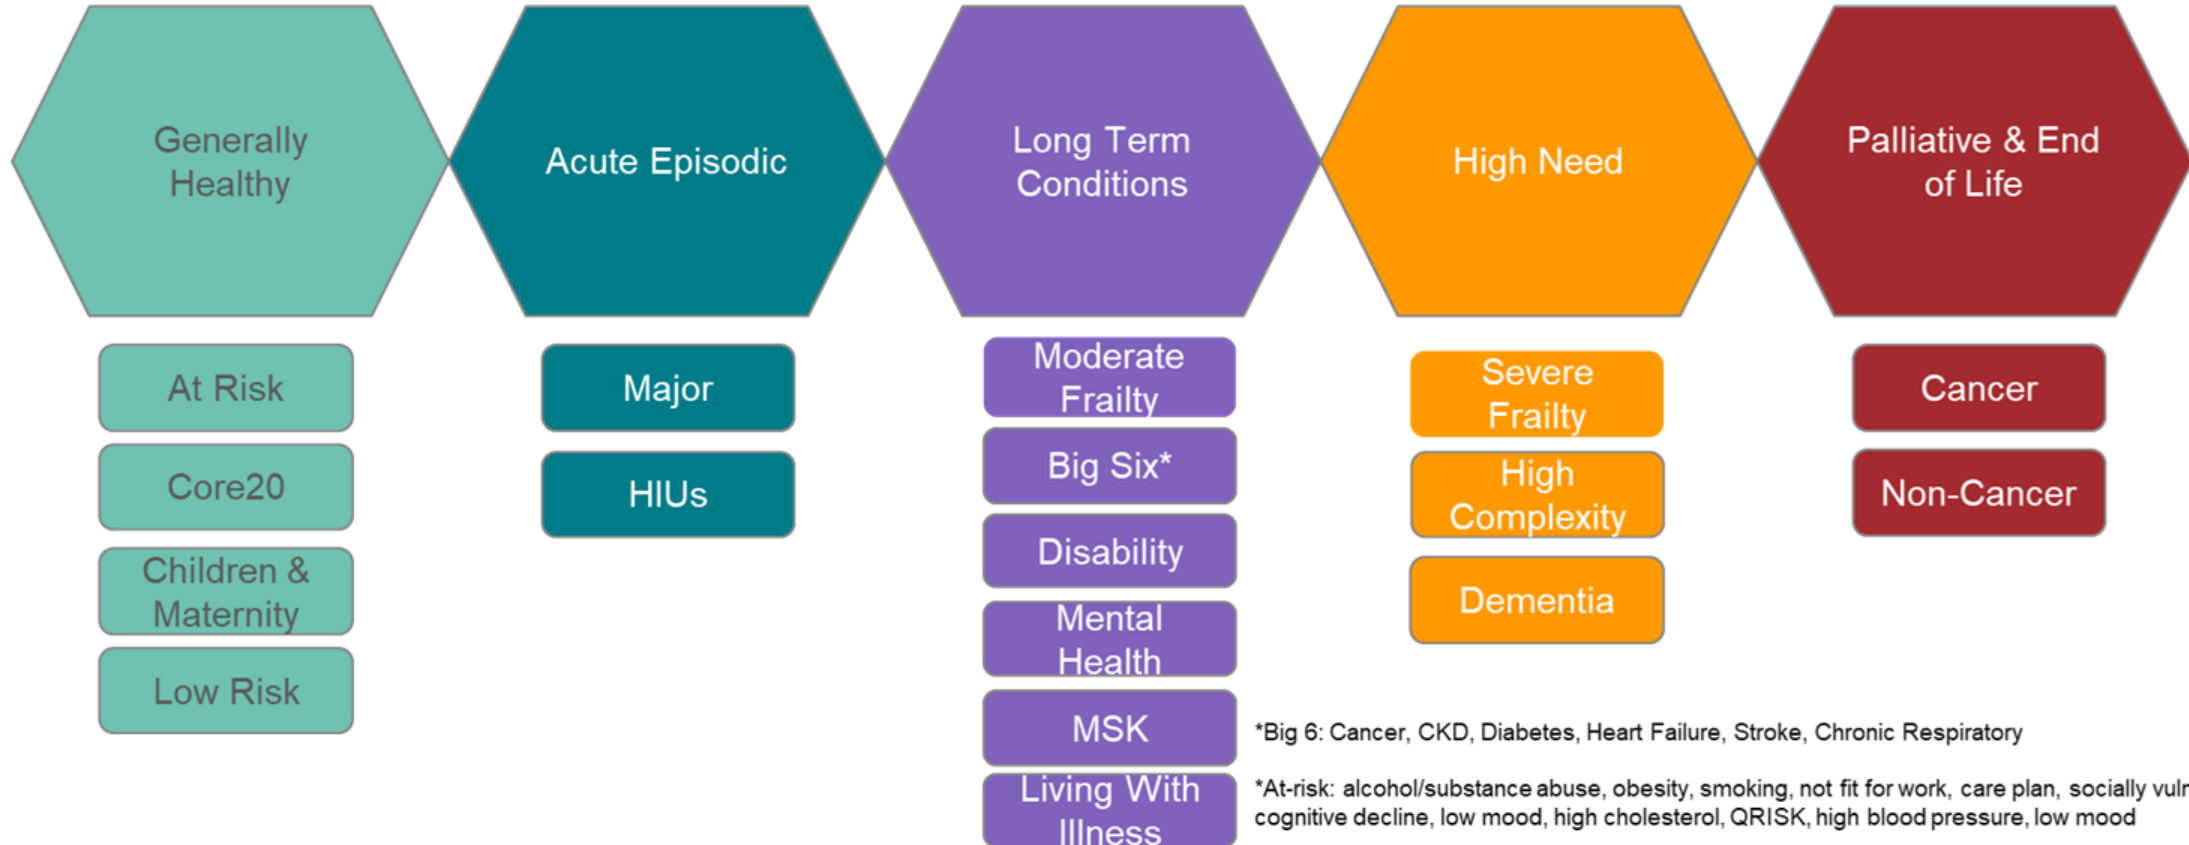 Generally
Healthy
Acute Episodic
Long Term
Conditions
High Need
Palliative & End
of Life
At Risk
Core20
Children &
Maternity
Low Risk
Major
HIUs
Moderate
Frailty
Big Six*
Disability
Mental
Health
MSK
Living With
Illness
Severe
Frailty
High
Complexity
Dementia
Cancer
Non-Cancer
*Big 6: Cancer, CKD, Diabetes, Heart Failure, Stroke, Chronic Respiratory
*At-risk: alcohol/substance abuse, obesity, smoking, not fit for work, care plan, socially
cognitive decline, low mood, high cholesterol, QRISK, high blood pressure, low mood